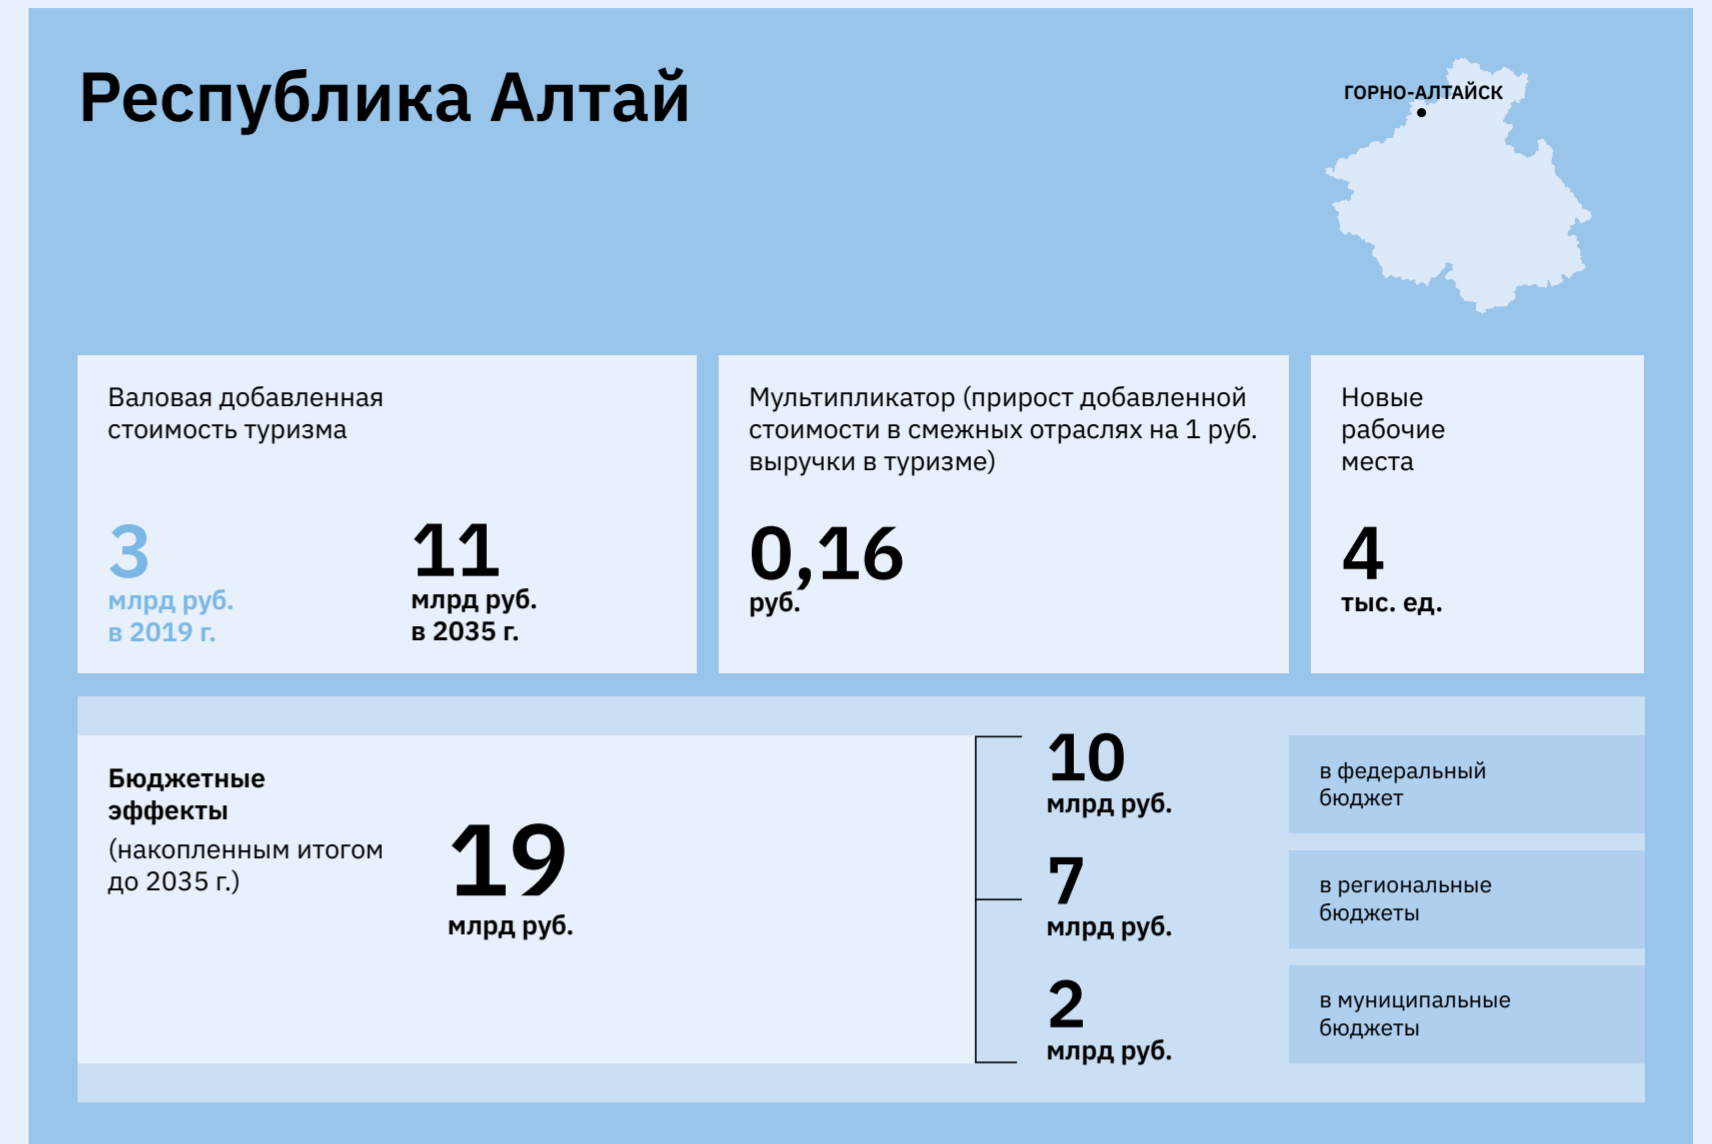 Республика Алтай
ГОРНО-АЛТАЙСК
Валовая добавленная
стоимость туризма
3
млрд руб.
в 2019 г.
11
млрд руб.
в 2035 г.
Мультипликатор (прирост добавленной
стоимости в смежных отраслях на 1 руб.
выручки в туризме)
0,16
руб.
Новые
рабочие
места
4
тыс. ед.
Бюджетные
эффекты
(накопленным итогом
до 2035 г.)
19
млрд руб.
10
млрд руб.
в федеральный
бюджет
7
млрд руб.
в региональные
бюджеты
2
млрд руб.
в муниципальные
бюджеты